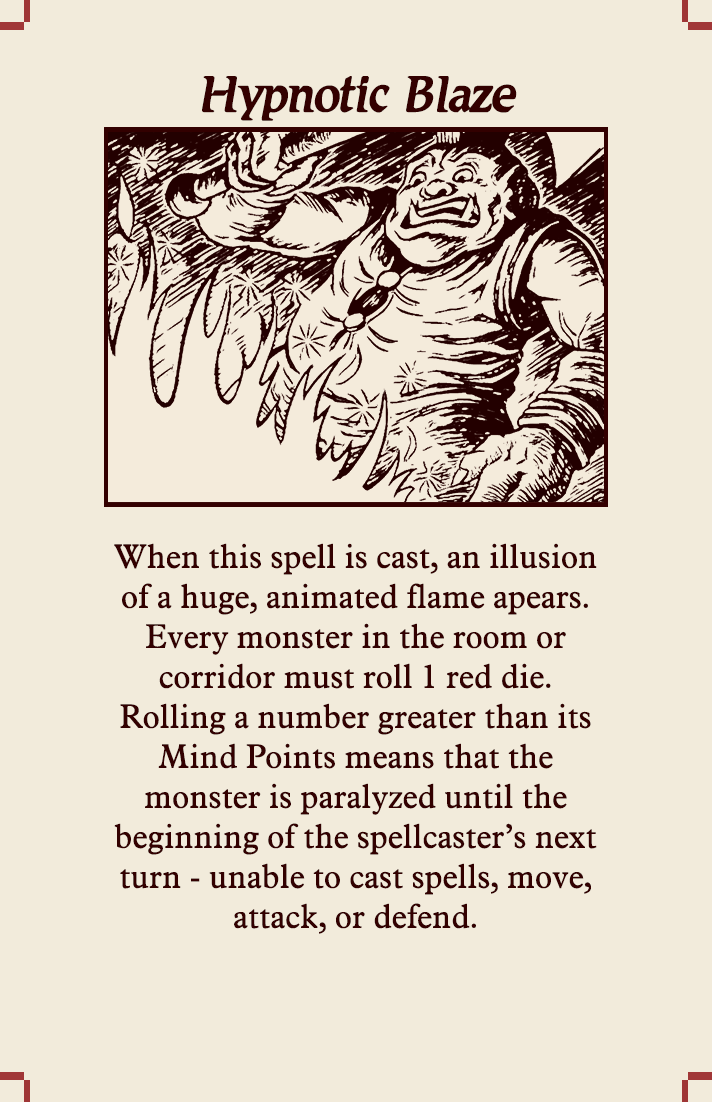 Hypnotic Blaze
When this spell is cast, an illusion
of a huge, animated flame apears.
Every monster in the room or
corridor must roll 1 red die.
Rolling a number greater than its
Mind Points means that the
monster is paralyzed until the
beginning of the spellcaster’s next
turn - unable to cast spells, move,
attack, or defend.